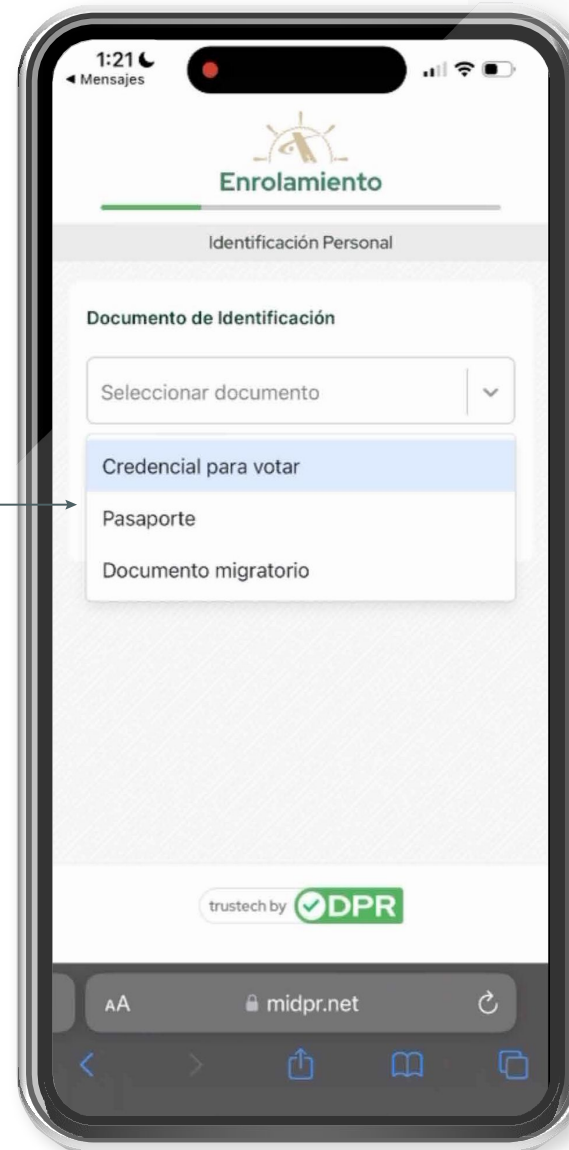 1:21
◀ Mensajes
Enrolamiento
Identificación Personal
Documento de Identificación
Seleccionar documento
Credencial para votar
Pasaporte
Documento migratorio
trustech by DPR
AA midpr.net